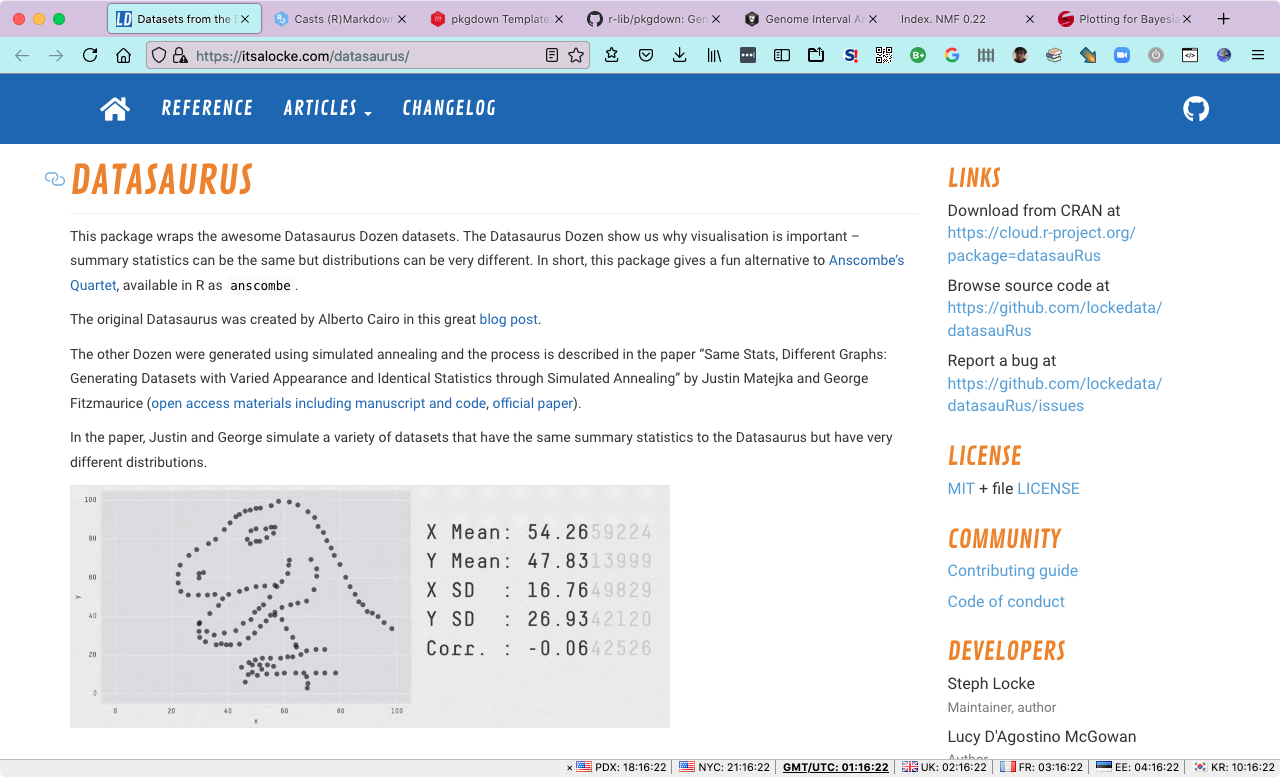 Datasets from the D
Casts (R)Markdown
pkgdown Template
r-lib/pkgdown: Gen
Genome Interval Ar
Index. NMF 0.22
Plotting for Bayesia
https://itsalocke.com/datasaurus/
REFERENCE
ARTICLES
CHANGELOG
DATASAURUS
This package wraps the awesome Datasaurus Dozen datasets. The Datasaurus Dozen show us why visualisation is important –
summary statistics can be the same but distributions can be very different. In short, this package gives a fun alternative to Anscombe’s
Quartet, available in R as anscombe.
The original Datasaurus was created by Alberto Cairo in this great blog post.
The other Dozen were generated using simulated annealing and the process is described in the paper “Same Stats, Different Graphs:
Generating Datasets with Varied Appearance and Identical Statistics through Simulated Annealing” by Justin Matejka and George
Fitzmaurice (open access materials including manuscript and code, official paper).
In the paper, Justin and George simulate a variety of datasets that have the same summary statistics to the Datasaurus but have very
different distributions.
100
80
60
40
20
0
Y
0 20 40 60 80 100
X
X Mean: 54.2659224
Y Mean: 47.8313999
X SD : 16.7649829
Y SD : 26.9342120
Corr. : -0.0642526
LINKS
Download from CRAN at
https://cloud.r-project.org/
package=datasauRus
Browse source code at
https://github.com/lockedata/
datasauRus
Report a bug at
https://github.com/lockedata/
datasauRus/issues
LICENSE
MIT + file LICENSE
COMMUNITY
Contributing guide
Code of conduct
DEVELOPERS
Steph Locke
Maintainer, author
Lucy D'Agostino McGowan
Author
× PDX: 18:16:22 NYC: 21:16:22 GMT/UTC: 01:16:22 UK: 02:16:22 FR: 03:16:22 EE: 04:16:22 KR: 10:16:22